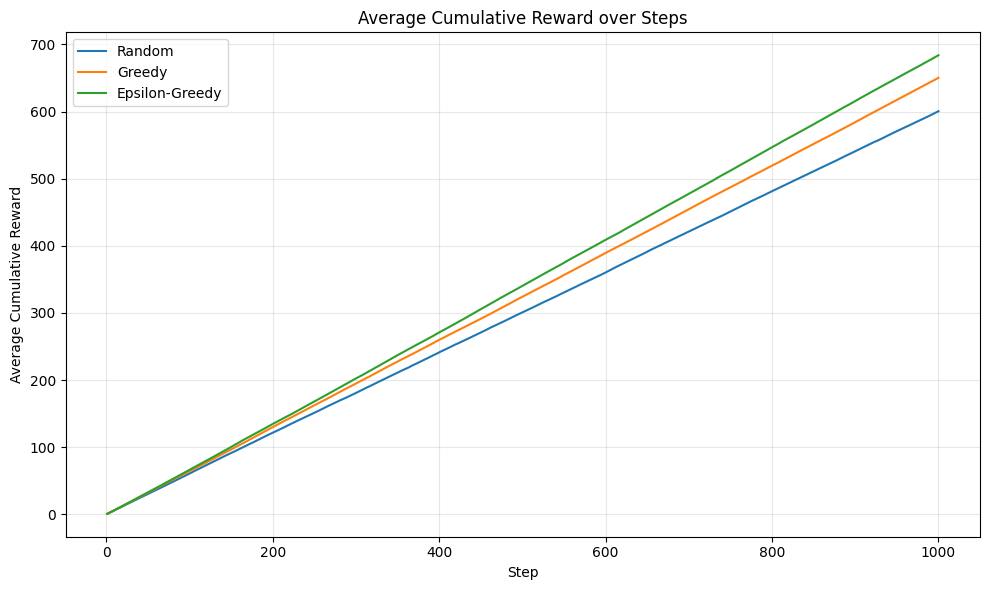 Average Cumulative Reward over Steps
Random
Greedy
Epsilon-Greedy
Average Cumulative Reward
700
600
500
400
300
200
100
0
0 200 400 600 800 1000
Step